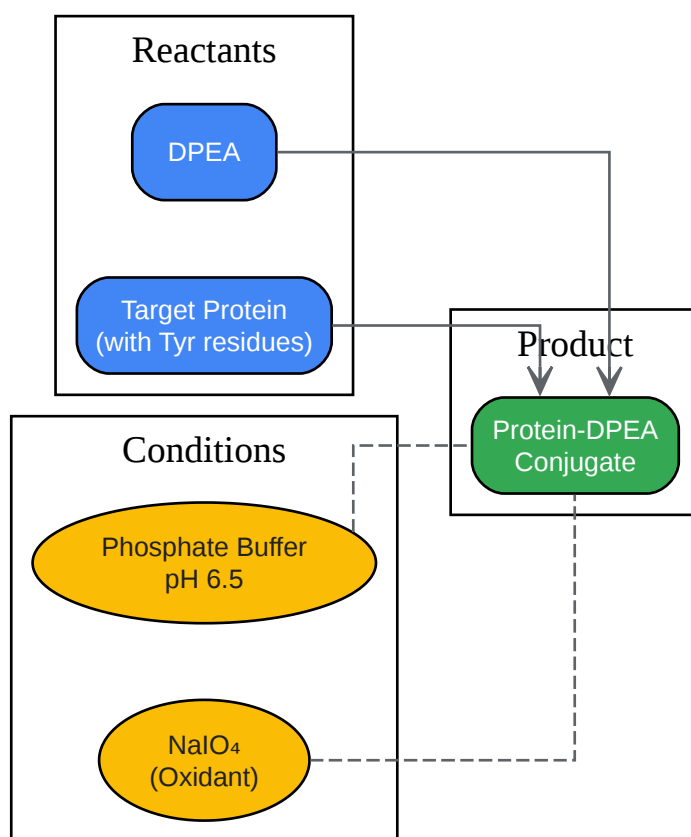 Reactants
DPEA
Target Protein
(with Tyr residues)
Product
Protein-DPEA
Conjugate
Conditions
Phosphate Buffer
pH 6.5
NaIO₄
(Oxidant)